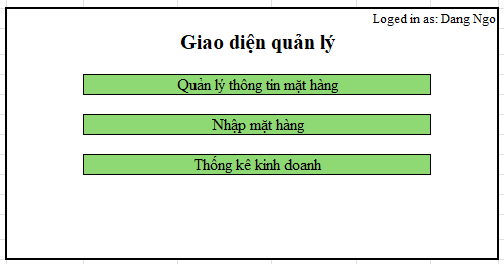 Loged in as: Dang Ngo
Giao diện quản lý
Quản lý thông tin mặt hàng
Nhập mặt hàng
Thống kê kinh doanh